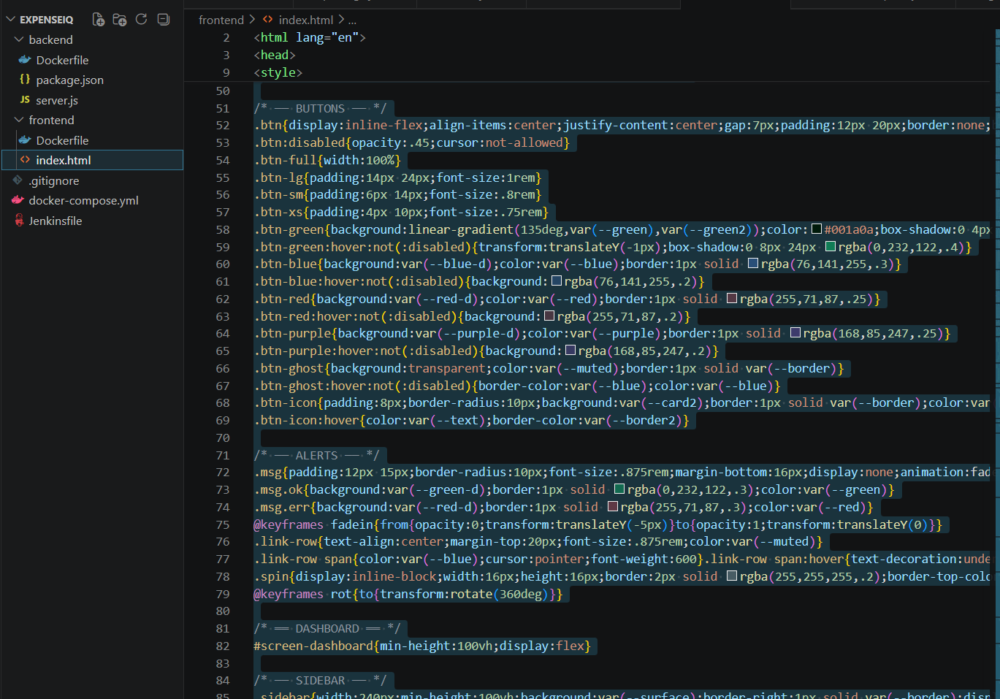 EXPENSEIQ
backend
Dockerfile
{} package.json
JS server.js
frontend
Dockerfile
<> index.html
.gitignore
docker-compose.yml
Jenkinsfile
frontend > <> index.html > ...
2 <html lang="en">
3 <head>
9 <style>
50
51 /* ── BUTTONS ── */
52 .btn{display:inline-flex;align-items:center;justify-content:center;gap:7px;padding:12px 20px;border:none;
53 .btn:disabled{opacity:.45;cursor:not-allowed}
54 .btn-full{width:100%}
55 .btn-lg{padding:14px 24px;font-size:1rem}
56 .btn-sm{padding:6px 14px;font-size:.8rem}
57 .btn-xs{padding:4px 10px;font-size:.75rem}
58 .btn-green{background:linear-gradient(135deg,var(--green),var(--green2));color:#001a0a;box-shadow:0 4px
59 .btn-green:hover:not(:disabled){transform:translateY(-1px);box-shadow:0 8px 24px rgba(0,232,122,.4)}
60 .btn-blue{background:var(--blue-d);color:var(--blue);border:1px solid rgba(76,141,255,.3)}
61 .btn-blue:hover:not(:disabled){background:rgba(76,141,255,.2)}
62 .btn-red{background:var(--red-d);color:var(--red);border:1px solid rgba(255,71,87,.25)}
63 .btn-red:hover:not(:disabled){background:rgba(255,71,87,.2)}
64 .btn-purple{background:var(--purple-d);color:var(--purple);border:1px solid rgba(168,85,247,.25)}
65 .btn-purple:hover:not(:disabled){background:rgba(168,85,247,.2)}
66 .btn-ghost{background:transparent;color:var(--muted);border:1px solid var(--border)}
67 .btn-ghost:hover:not(:disabled){border-color:var(--blue);color:var(--blue)}
68 .btn-icon{padding:8px;border-radius:10px;background:var(--card2);border:1px solid var(--border);color:var
69 .btn-icon:hover{color:var(--text);border-color:var(--border2)}
70
71 /* ── ALERTS ── */
72 .msg{padding:12px 15px;border-radius:10px;font-size:.875rem;margin-bottom:16px;display:none;animation:fad
73 .msg.ok{background:var(--green-d);border:1px solid rgba(0,232,122,.3);color:var(--green)}
74 .msg.err{background:var(--red-d);border:1px solid rgba(255,71,87,.3);color:var(--red)}
75 @keyframes fadein{from{opacity:0;transform:translateY(-5px)}to{opacity:1;transform:translateY(0)}}
76 .link-row{text-align:center;margin-top:20px;font-size:.875rem;color:var(--muted)}
77 .link-row span{color:var(--blue);cursor:pointer;font-weight:600}.link-row span:hover{text-decoration:unde
78 .spin{display:inline-block;width:16px;height:16px;border:2px solid rgba(255,255,255,.2);border-top-colo
79 @keyframes rot{to{transform:rotate(360deg)}}
80
81 /* ══ DASHBOARD ══ */
82 #screen-dashboard{min-height:100vh;display:flex}
83
84 /* ── SIDEBAR ── */
85 .sidebar{width:240px;min-height:100vh;background:var(--surface);border-right:1px solid var(--border);disp